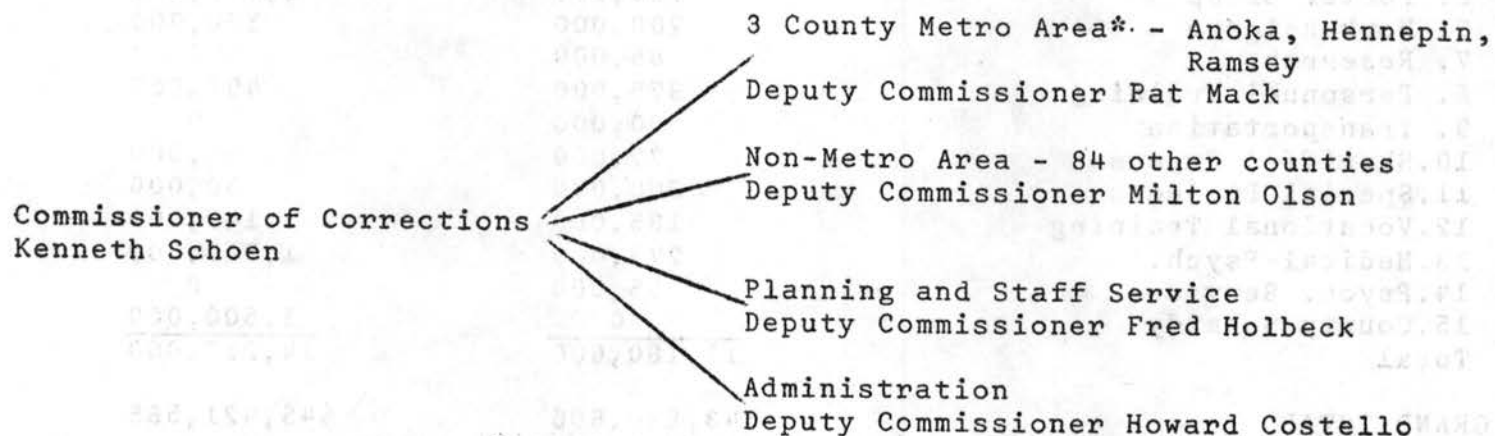 3 County Metro Area* - Anoka, Hennepin,
Ramsey
Deputy Commissioner Pat Mack
Non-Metro Area - 84 other counties
Deputy Commissioner Milton Olson
Commissioner of Corrections
Kenneth Schoen
Planning and Staff Service
Deputy Commissioner Fred Holbeck
Administration
Deputy Commissioner Howard Costello